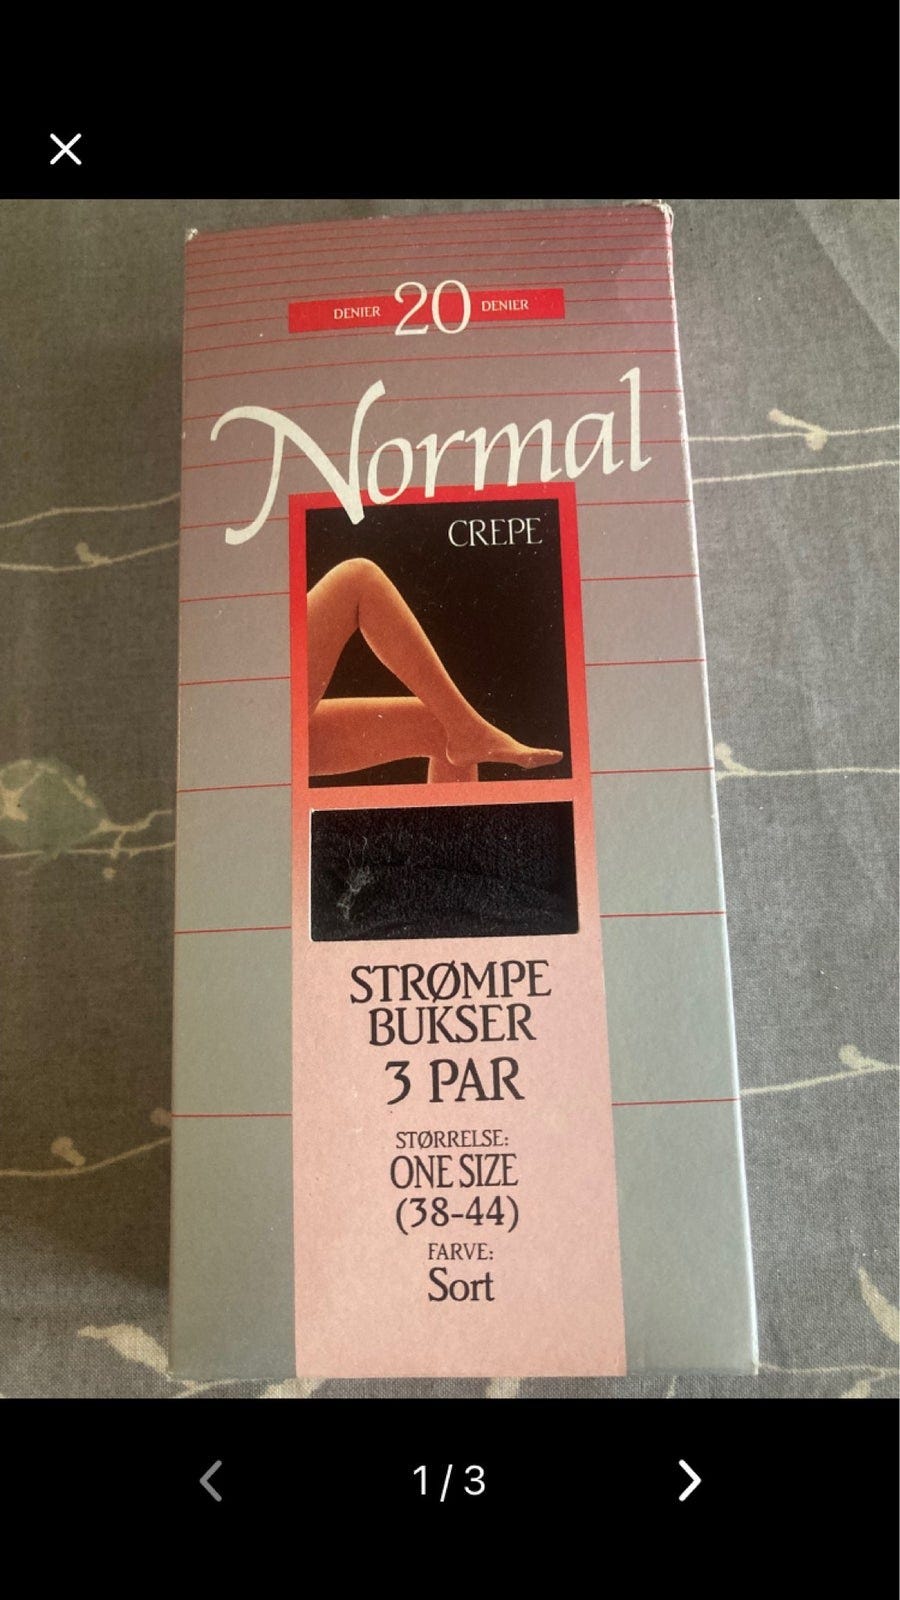 DENIER 20 DENIER
Normal
CREPE
STRØMPE
BUKSER
3 PAR
STØRRELSE:
ONE SIZE
(38-44)
FARVE:
Sort
1 / 3